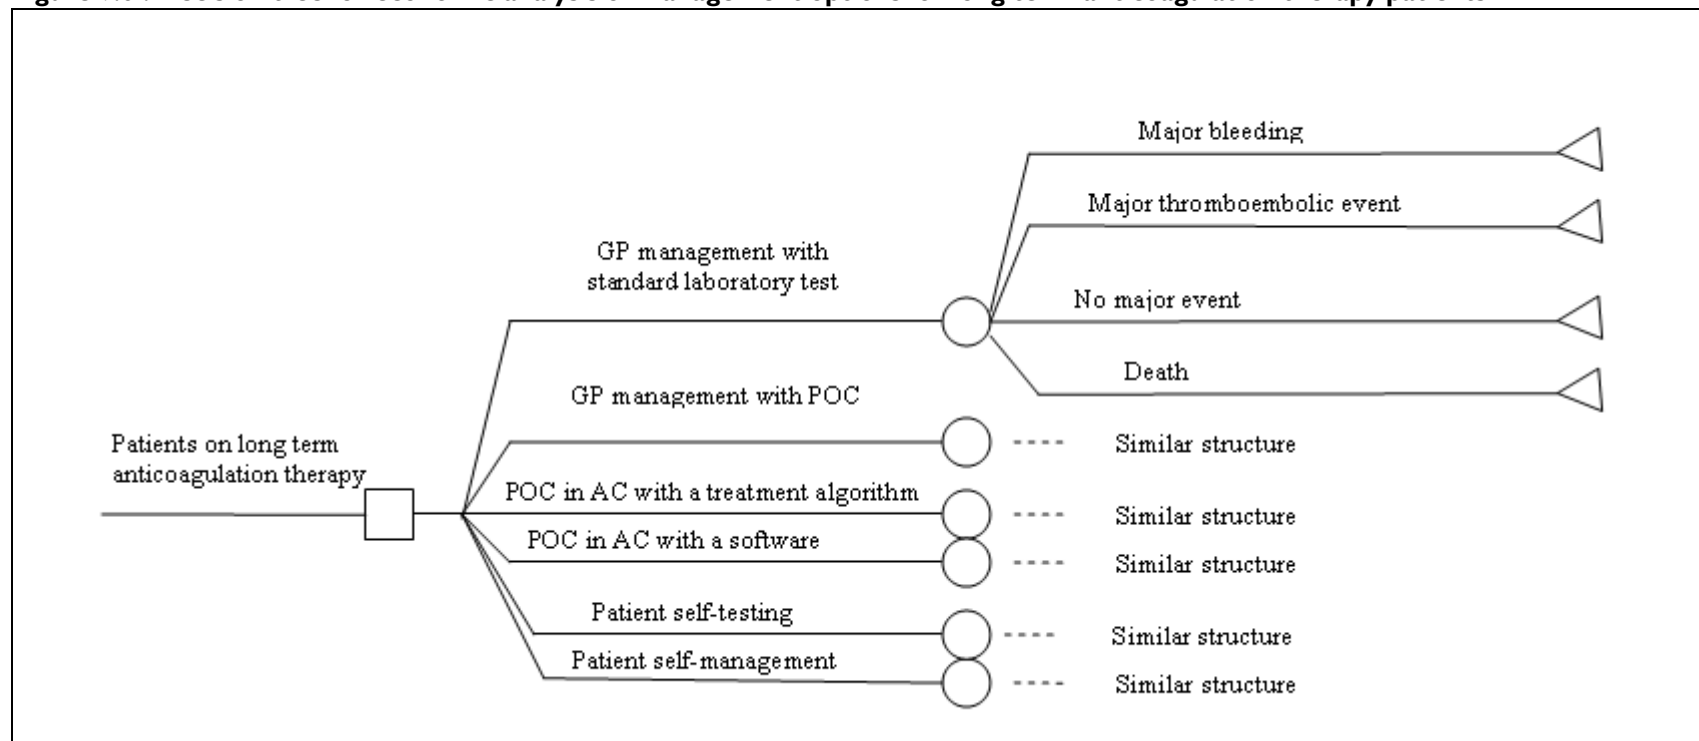 Major bleeding
Major thromboembolic event
GP management with
standard laboratory test
No major event
Death
GP management with POC
Patients on long term
anticoagulation therapy
Similar structure
POC in AC with a treatment algorithm
Similar structure
POC in AC with a software
Similar structure
Patient self-testing
Similar structure
Patient self-management
Similar structure